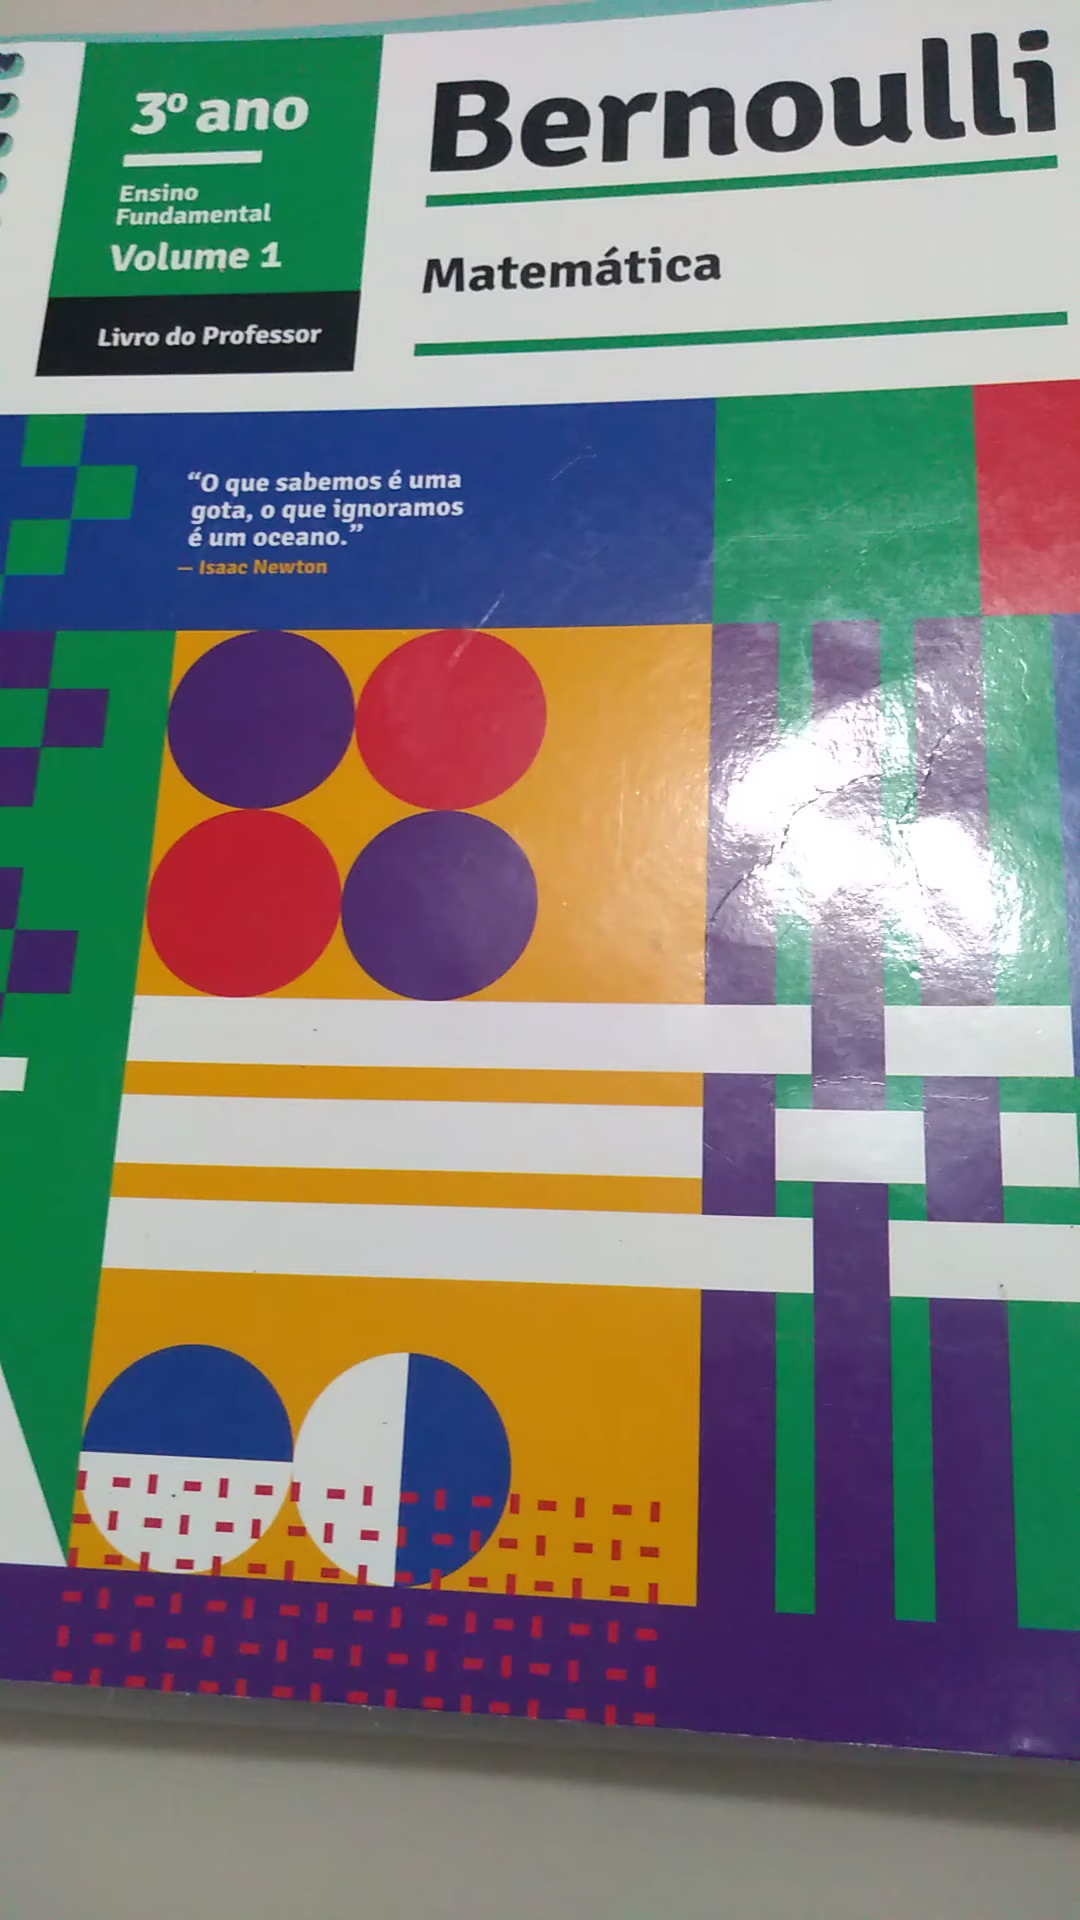 3º ano
Ensino
Fundamental
Volume 1
Livro do Professor
Bernoulli
Matemática
“O que sabemos é uma
gota, o que ignoramos
é um oceano.”
— Isaac Newton